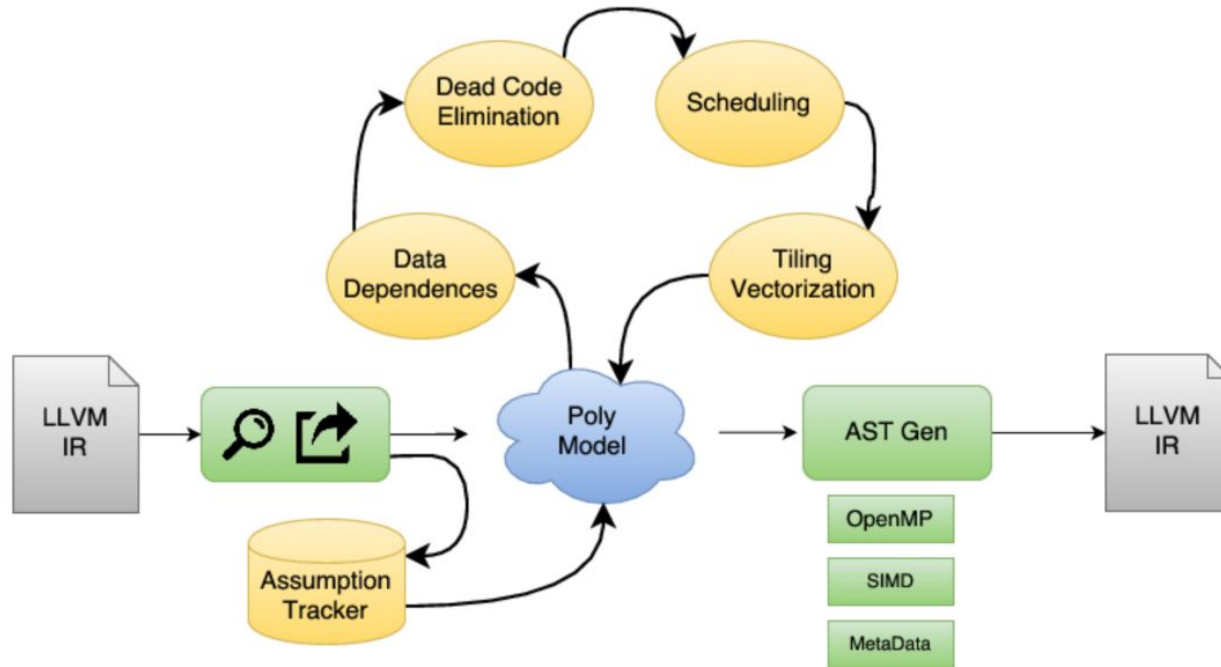 Dead Code
Elimination
Scheduling
Data
Dependences
Tiling
Vectorization
LLVM
IR
Poly
Model
AST Gen
LLVM
IR
OpenMP
Assumption
Tracker
SIMD
MetaData